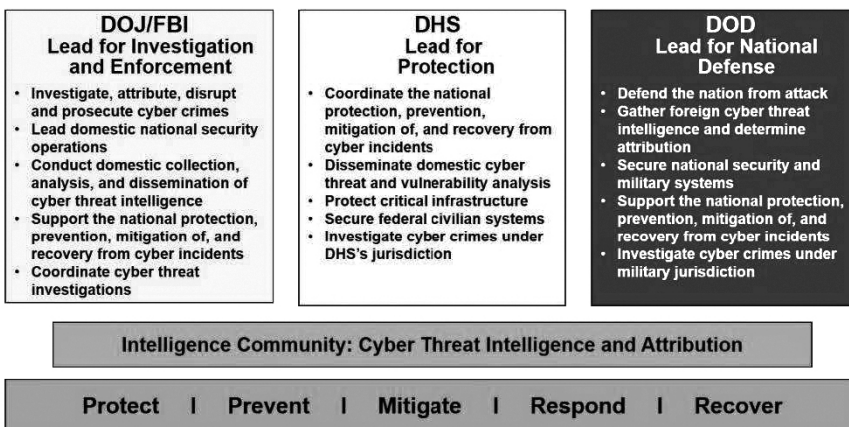 DOJ/FBI
Lead for Investigation
and Enforcement
• Investigate, attribute, disrupt
and prosecute cyber crimes
• Lead domestic national security
operations
• Conduct domestic collection,
analysis, and dissemination of
cyber threat intelligence
• Support the national protection,
prevention, mitigation of, and
recovery from cyber incidents
• Coordinate cyber threat
investigations
DHS
Lead for
Protection
• Coordinate the national
protection, prevention,
mitigation of, and recovery from
cyber incidents
• Disseminate domestic cyber
threat and vulnerability analysis
• Protect critical infrastructure
• Secure federal civilian systems
• Investigate cyber crimes under
DHS's jurisdiction
DOD
Lead for National
Defense
• Defend the nation from attack
• Gather foreign cyber threat
intelligence and determine
attribution
• Secure national security and
military systems
• Support the national protection,
prevention, mitigation of, and
recovery from cyber incidents
• Investigate cyber crimes under
military jurisdiction
Intelligence Community: Cyber Threat Intelligence and Attribution
Protect I Prevent I Mitigate I Respond I Recover